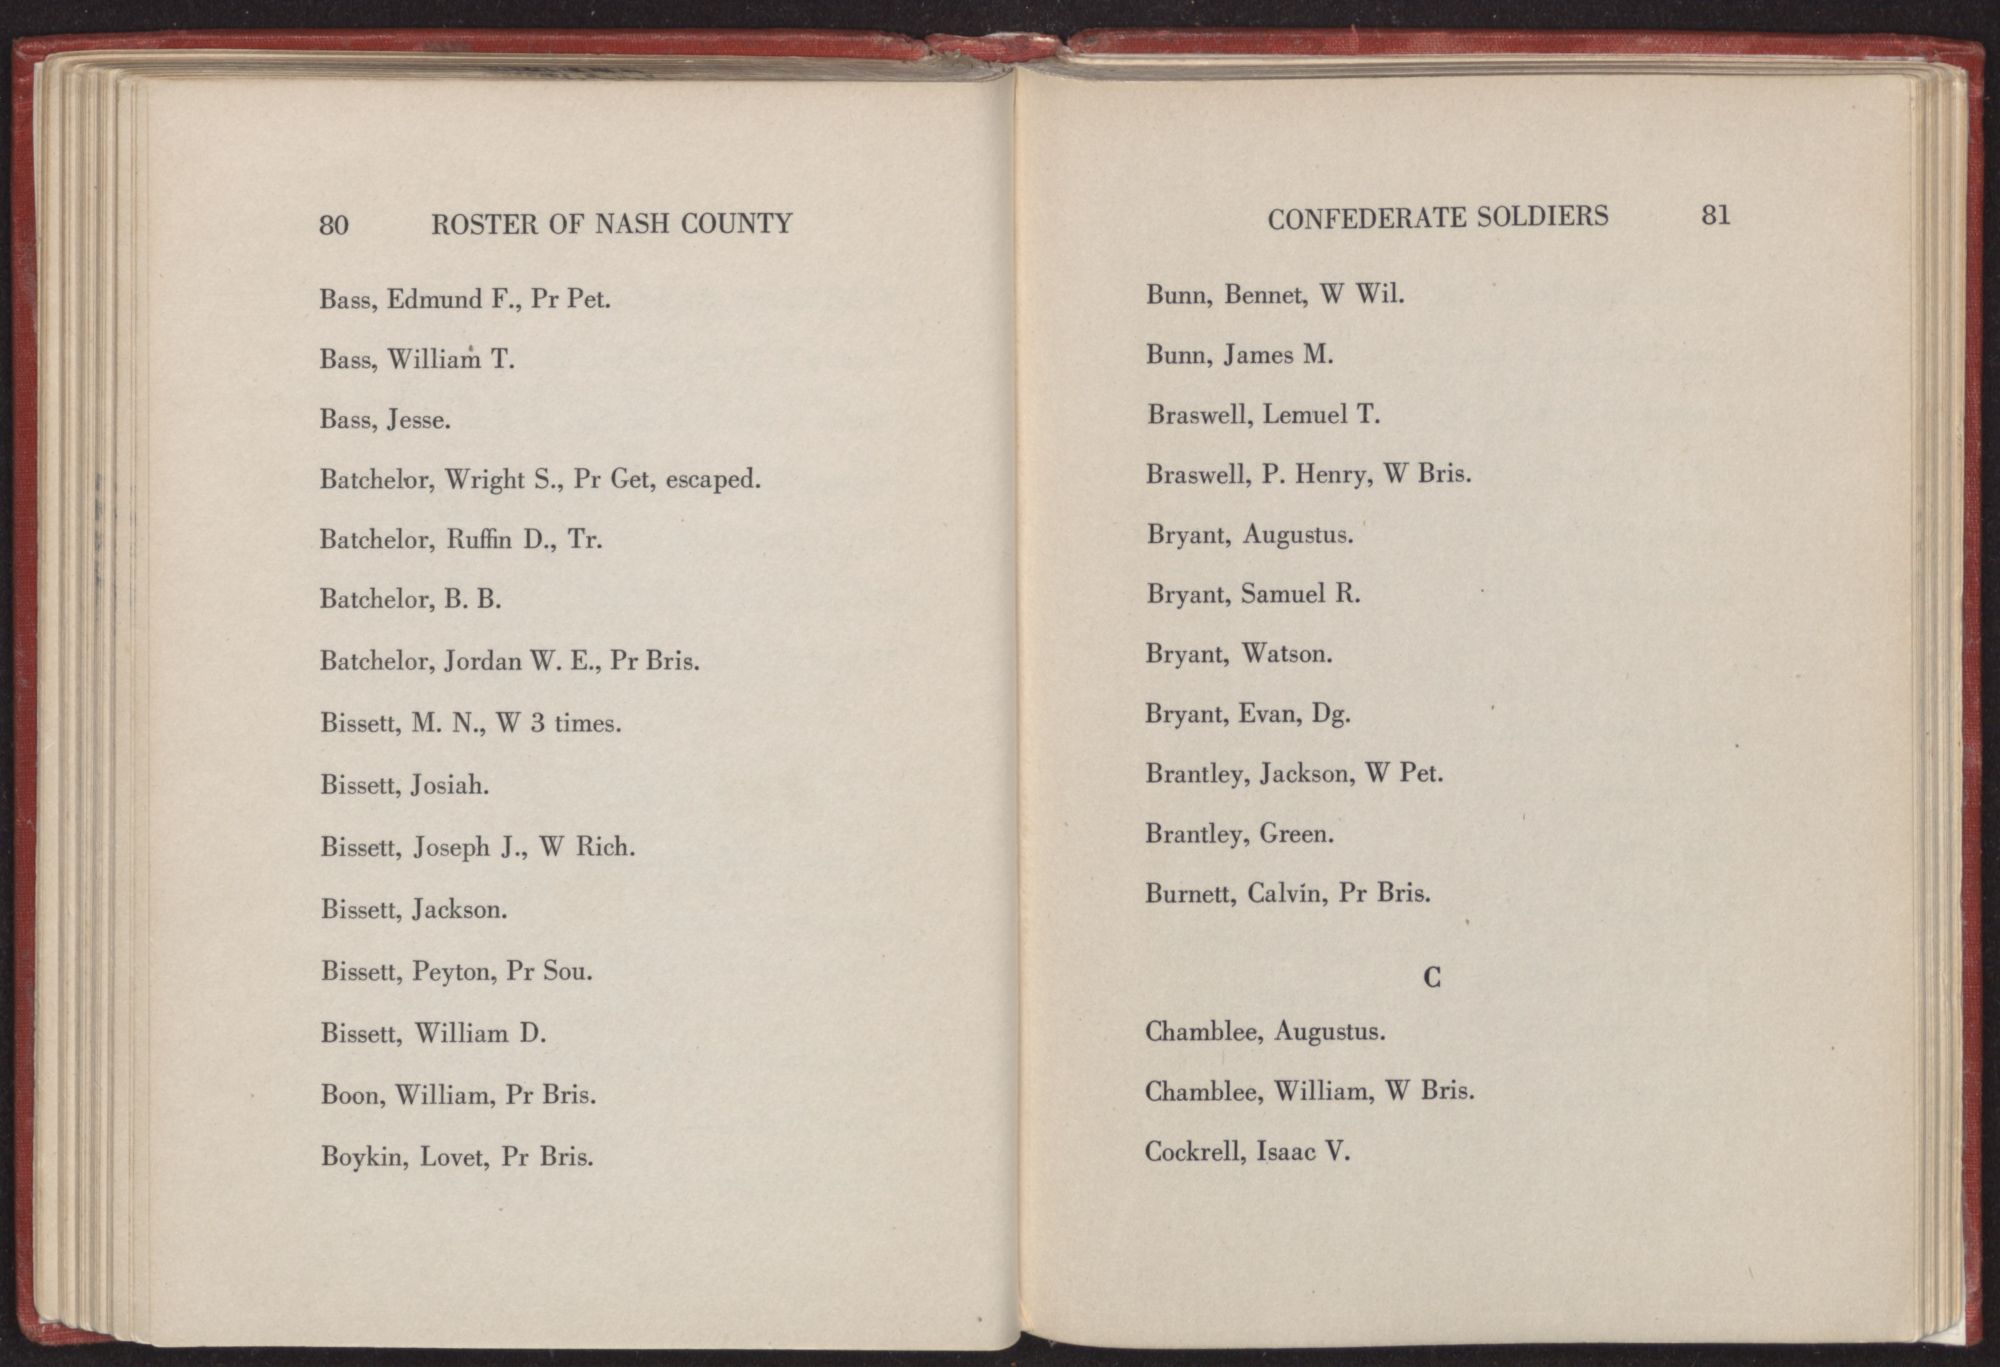 80 ROSTER OF NASH COUNTY
Bass, Edmund F., Pr Pet.
Bass, William T.
Bass, Jesse.
Batchelor, Wright S., Pr Get, escaped.
Batchelor, Ruffin D., Tr.
Batchelor, B. B.
Batchelor, Jordan W. E., Pr Bris.
Bissett, M. N., W 3 times.
Bissett, Josiah.
Bissett, Joseph J., W Rich.
Bissett, Jackson.
Bissett, Peyton, Pr Sou.
Bissett, William D.
Boon, William, Pr Bris.
Boykin, Lovet, Pr Bris.
CONFEDERATE SOLDIERS 81
Bunn, Bennet, W Wil.
Bunn, James M.
Braswell, Lemuel T.
Braswell, P. Henry, W Bris.
Bryant, Augustus.
Bryant, Samuel R.
Bryant, Watson.
Bryant, Evan, Dg.
Brantley, Jackson, W Pet.
Brantley, Green.
Burnett, Calvin, Pr Bris.
C
Chamblee, Augustus.
Chamblee, William, W Bris.
Cockrell, Isaac V.